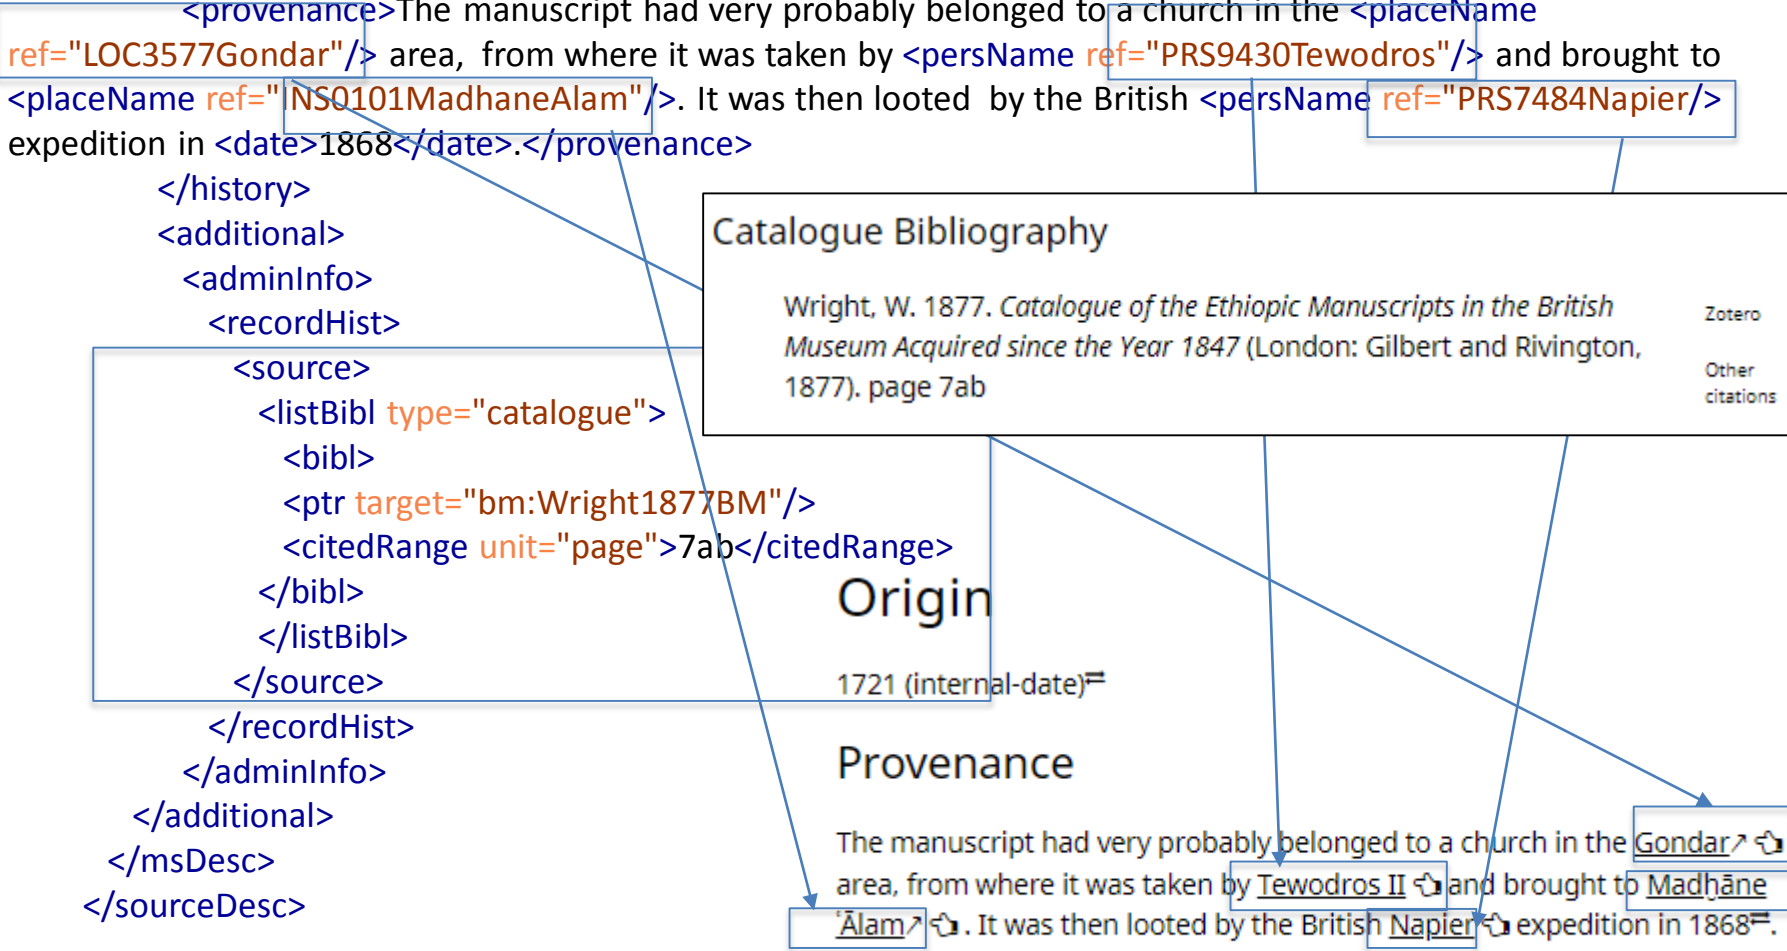 <provenance>The manuscript had very probably belonged to a church in the <placeName
ref="LOC3577Gondar"/> area, from where it was taken by <persName ref="PRS9430Tewodros"/> and brought to
<placeName ref="INS0101MadhaneAlam"/>. It was then looted by the British <persName ref="PRS7484Napier/>
expedition in <date>1868</date>.</provenance>
</history>
<additional>
<adminInfo>
<recordHist>
<source>
<listBibl type="catalogue">
<bibl>
<ptr target="bm:Wright1877BM"/>
<citedRange unit="page">7ab</citedRange>
</bibl>
</listBibl>
</source>
</recordHist>
</adminInfo>
</additional>
</msDesc>
</sourceDesc>
Catalogue Bibliography
Wright, W. 1877. Catalogue of the Ethiopic Manuscripts in the British
Museum Acquired since the Year 1847 (London: Gilbert and Rivington,
1877). page 7ab
Zotero
Other
citations
Origin
1721 (internal-date)
Provenance
The manuscript had very probably belonged to a church in the Gondar↗
area, from where it was taken by Tewodros II and brought to Madḫāne
ʿĀlam↗ . It was then looted by the British Napier expedition in 1868.